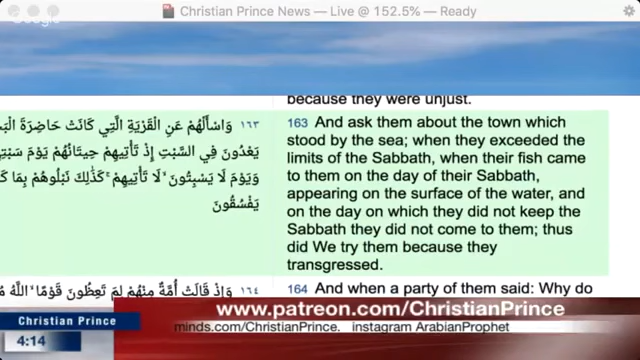 Christian Prince News — Live @ 152.5% — Ready
because they were unjust.
١٦٣ وَاسْأَلْهُمْ عَنِ الْقَرْيَةِ الَّتِي كَانَتْ حَاضِرَةَ
يَعْدُونَ فِي السَّبْتِ إِذْ تَأْتِيهِمْ حِيتَانُهُمْ يَوْمَ
وَيَوْمَ لَا يَسْبِتُونَ ۙ لَا تَأْتِيهِمْ ۚ كَذَٰلِكَ نَبْلُوهُمْ بِمَا
يَفْسُقُونَ
163 And ask them about the town which
stood by the sea; when they exceeded the
limits of the Sabbath, when their fish came
to them on the day of their Sabbath,
appearing on the surface of the water, and
on the day on which they did not keep the
Sabbath they did not come to them; thus
did We try them because they
transgressed.
١٦٤ وَإِذْ قَالَتْ أُمَّةٌ مِنْهُمْ لِمَ تَعِظُونَ قَوْمًا ۙ اللَّهُ
164 And when a party of them said: Why do
www.patreon.com/ChristianPrince
Christian Prince
minds.com/ChristianPrince. instagram ArabianProphet
4:14